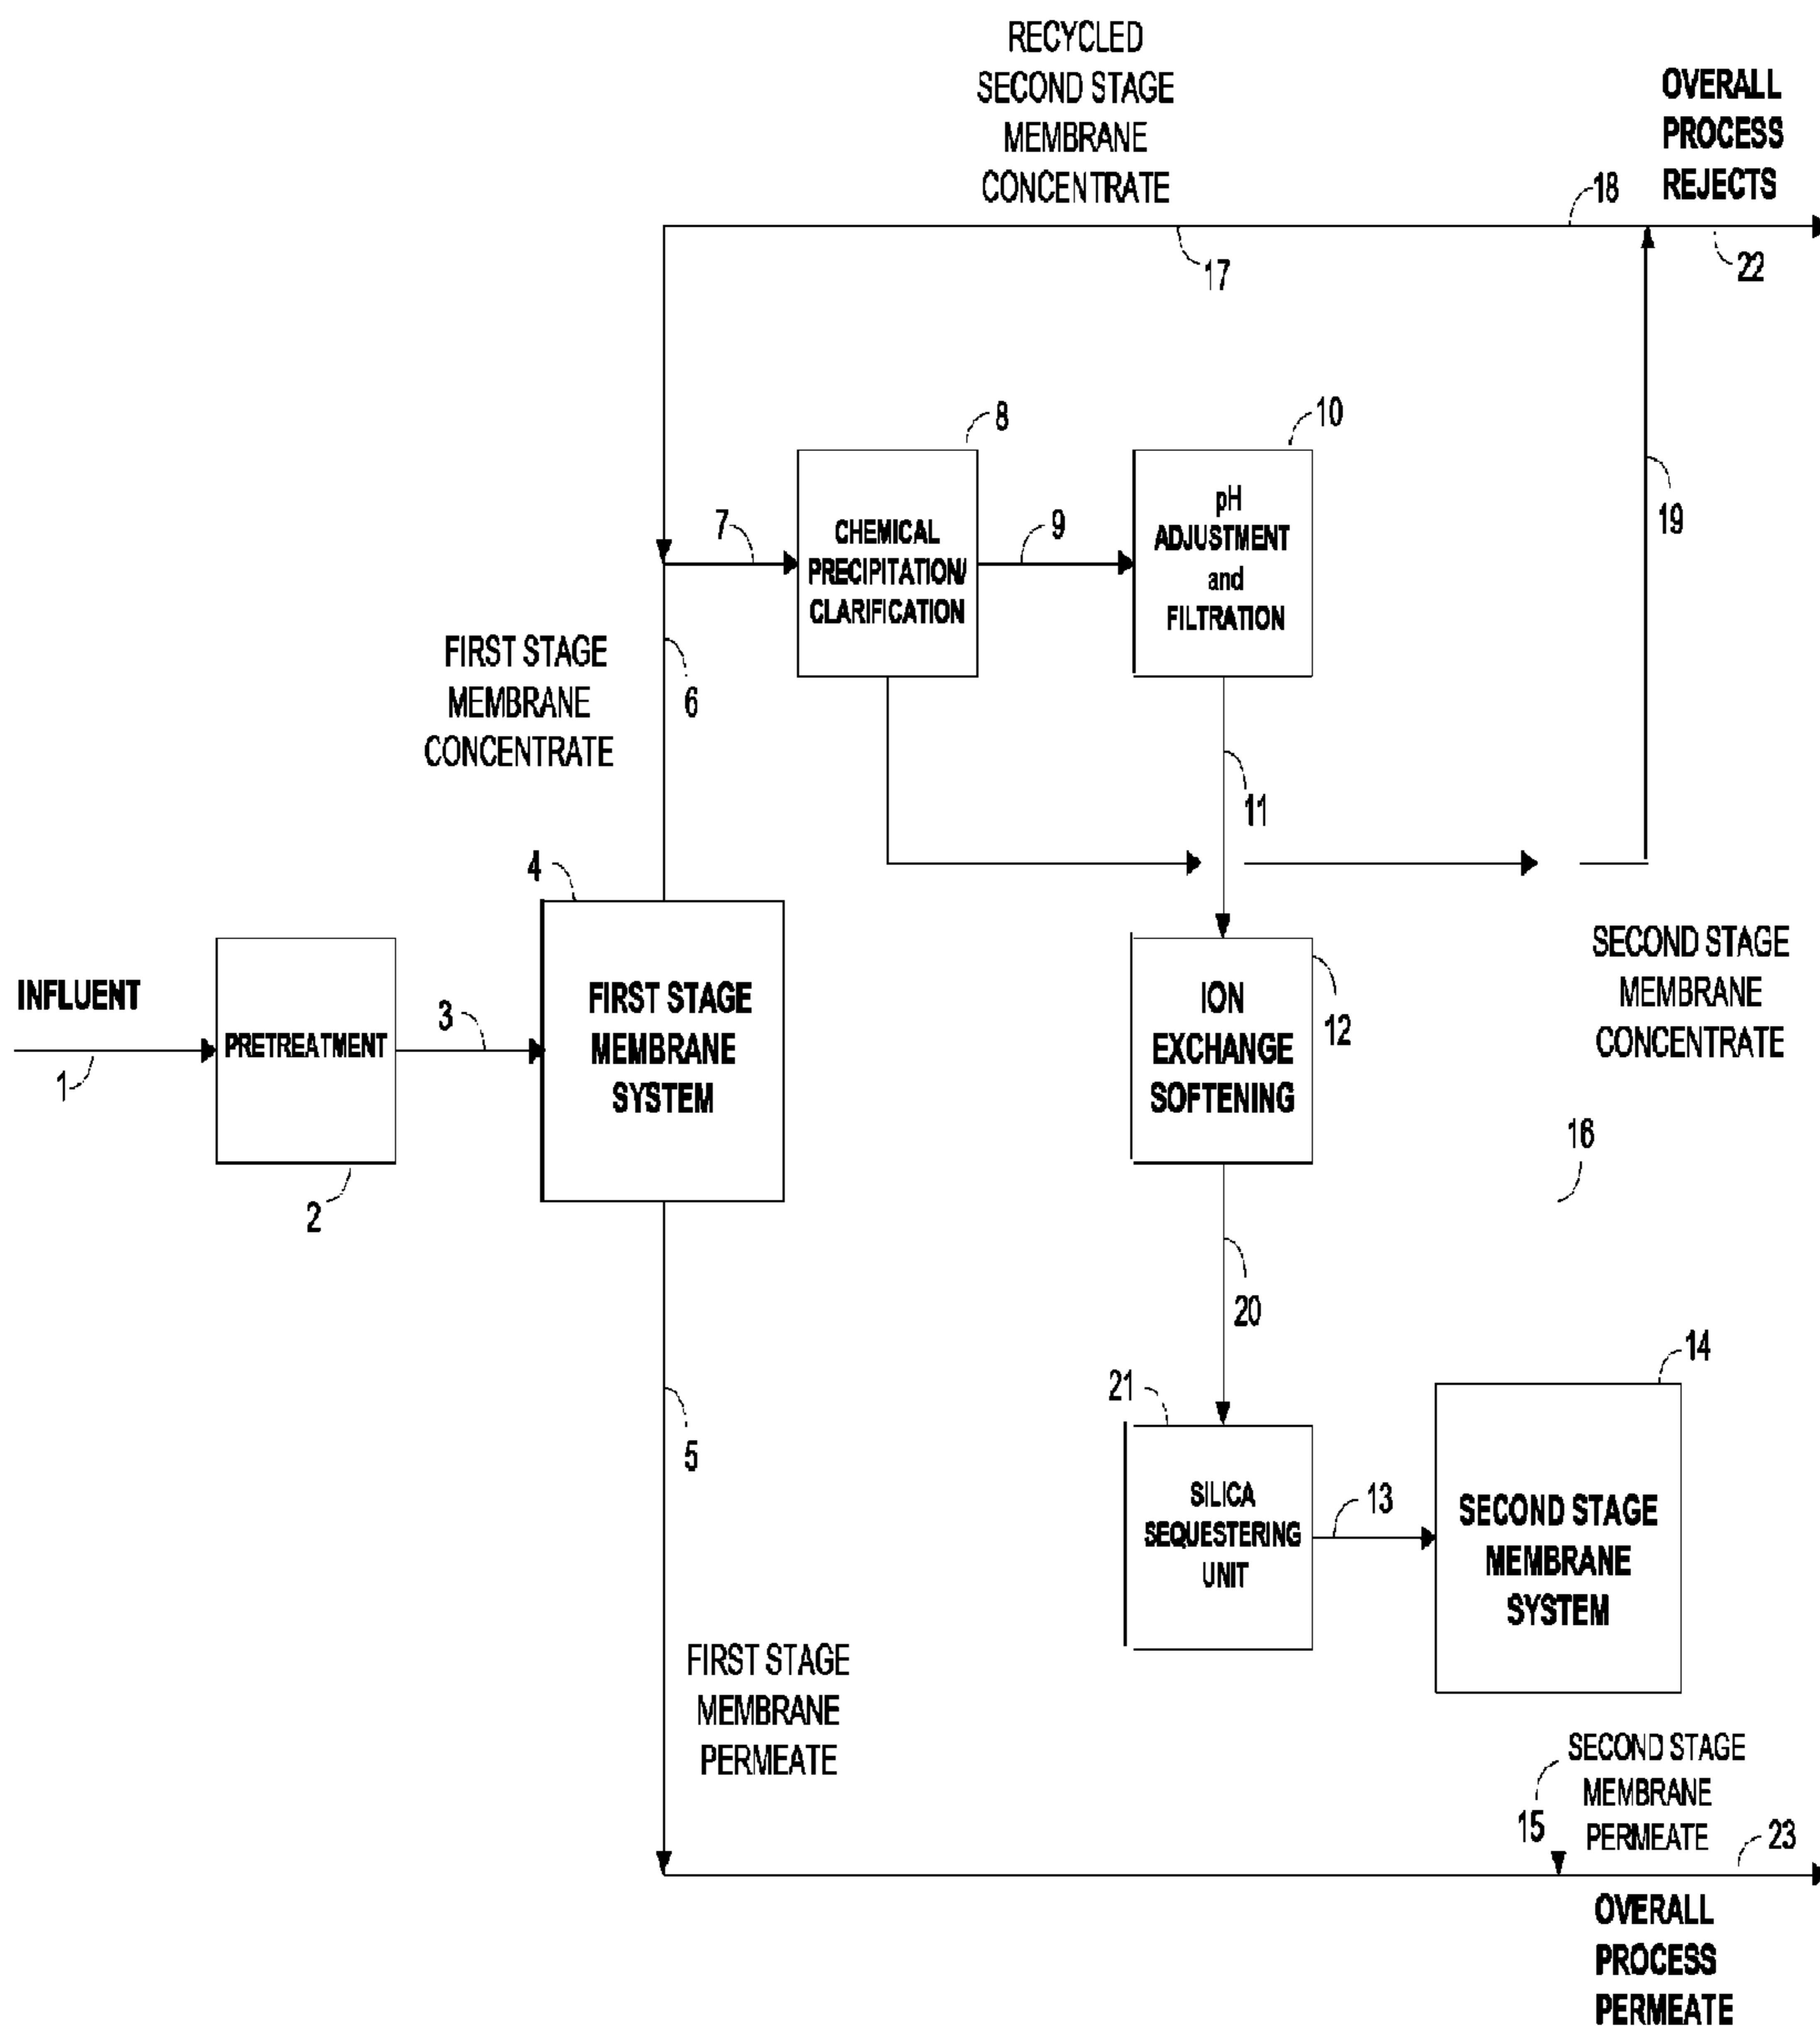 RECYCLED
SECOND STAGE
MEMBRANE
CONCENTRATE
OVERALL
PROCESS
REJECTS
18
17
22
8
10
CHEMICAL
PRECIPITATION/
CLARIFICATION
pH
ADJUSTMENT
and
FILTRATION
7
9
19
FIRST STAGE
MEMBRANE
CONCENTRATE
6
11
4
INFLUENT
1
PRETREATMENT
2
3
FIRST STAGE
MEMBRANE
SYSTEM
ION
EXCHANGE
SOFTENING
12
SECOND STAGE
MEMBRANE
CONCENTRATE
16
20
5
21
14
SILICA
SEQUESTERING
UNIT
13
SECOND STAGE
MEMBRANE
SYSTEM
FIRST STAGE
MEMBRANE
PERMEATE
15
SECOND STAGE
MEMBRANE
PERMEATE
23
OVERALL
PROCESS
PERMEATE